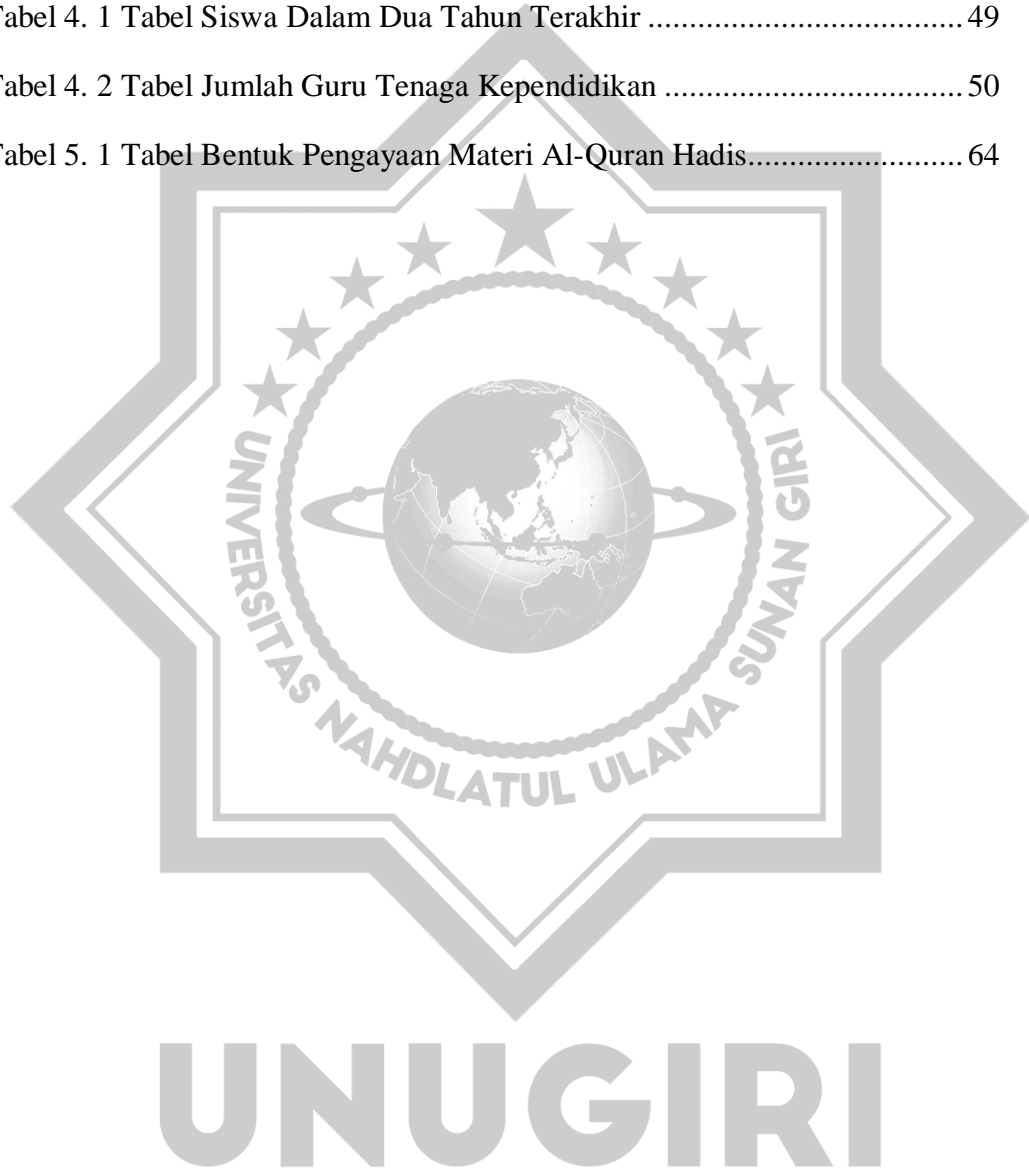 Tabel 4. 1 Tabel Siswa Dalam Dua Tahun Terakhir ...................................... 49
Tabel 4. 2 Tabel Jumlah Guru Tenaga Kependidikan .................................... 50
Tabel 5. 1 Tabel Bentuk Pengayaan Materi Al-Quran Hadis.......................... 64
UNIVERSITAS NAHDLATUL ULAMA SUNAN GIRI
UNUGIRI